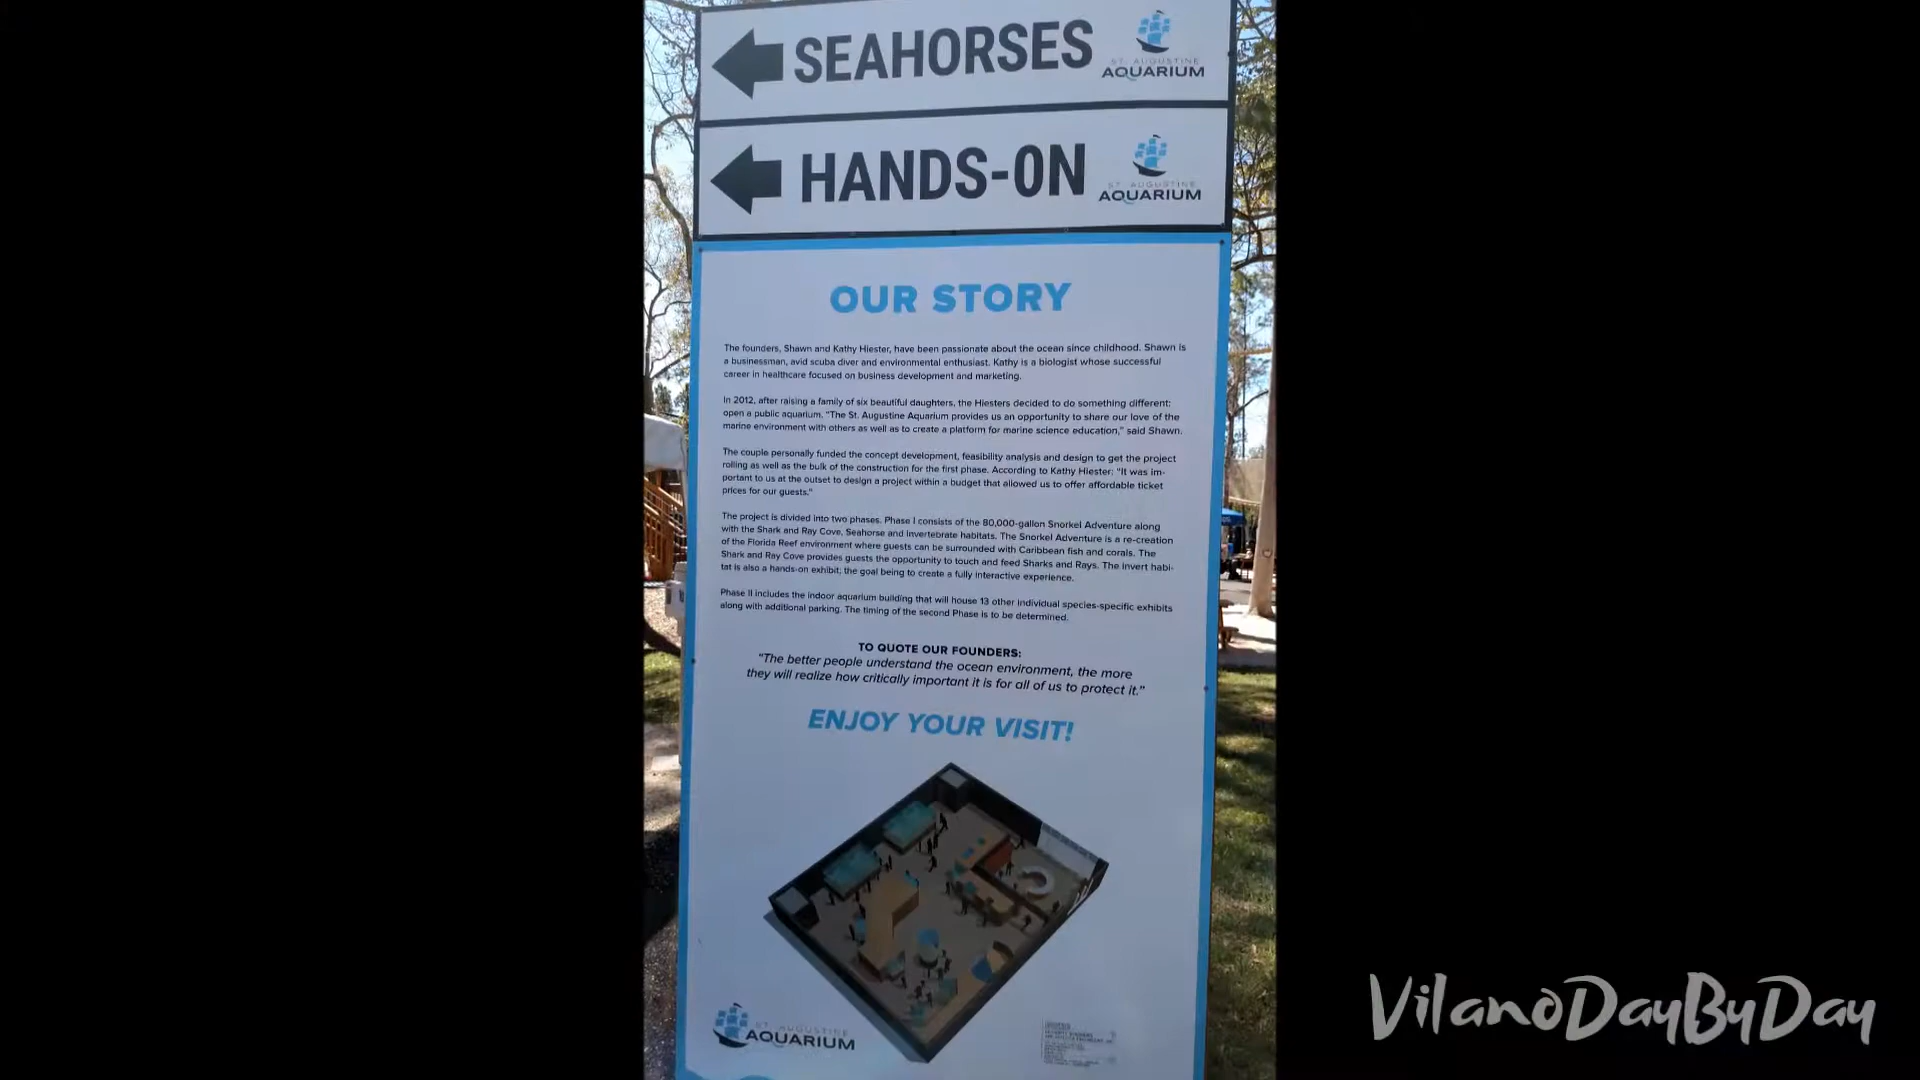 SEAHORSES
ST. AUGUSTINE
AQUARIUM
HANDS-ON
ST. AUGUSTINE
AQUARIUM
OUR STORY
The founders, Shawn and Kathy Hiester, have been passionate about the ocean since childhood. Shawn is
a businessman, avid scuba diver and environmental enthusiast. Kathy is a biologist whose successful
career in healthcare focused on business development and marketing.
In 2012, after raising a family of six beautiful daughters, the Hiesters decided to do something different:
open a public aquarium. "The St. Augustine Aquarium provides us an opportunity to share our love of the
marine environment with others as well as to create a platform for marine science education," said Shawn.
The couple personally funded the concept development, feasibility analysis and design to get the project
rolling as well as the bulk of the construction for the first phase. According to Kathy Hiester: "It was im-
portant to us at the outset to design a project within a budget that allowed us to offer affordable ticket
prices for our guests."
The project is divided into two phases. Phase I consists of the 80,000-gallon Snorkel Adventure along
with the Shark and Ray Cove, Seahorse and Invertebrate habitats. The Snorkel Adventure is a re-creation
of the Florida Reef environment where guests can be surrounded with Caribbean fish and corals. The
Shark and Ray Cove provides guests the opportunity to touch and feed Sharks and Rays. The invert habi-
tat is also a hands-on exhibit; the goal being to create a fully interactive experience.
Phase II includes the indoor aquarium building that will house 13 other individual species-specific exhibits
along with additional parking. The timing of the second Phase is to be determined.
TO QUOTE OUR FOUNDERS:
"The better people understand the ocean environment, the more
they will realize how critically important it is for all of us to protect it."
ENJOY YOUR VISIT!
ST. AUGUSTINE
AQUARIUM
VilanoDayByDay